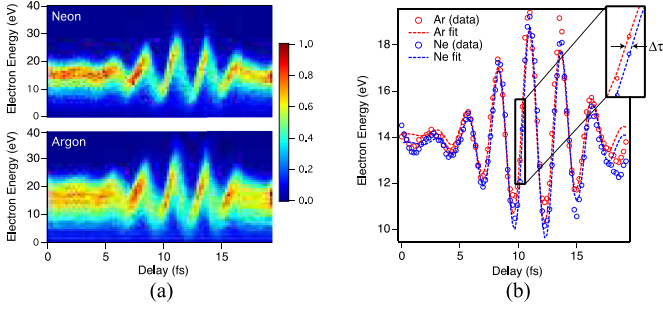 Neon
Electron Energy (eV)
40
30
20
10
0
1.0
0.8
0.6
0.4
0.2
0.0
Argon
Electron Energy (eV)
40
30
20
10
0
0
5
10
15
Delay (fs)
(a)
Ar (data)
Ar fit
Ne (data)
Ne fit
Δτ
Electron Energy (eV)
18
16
14
12
10
0
5
10
15
Delay (fs)
(b)